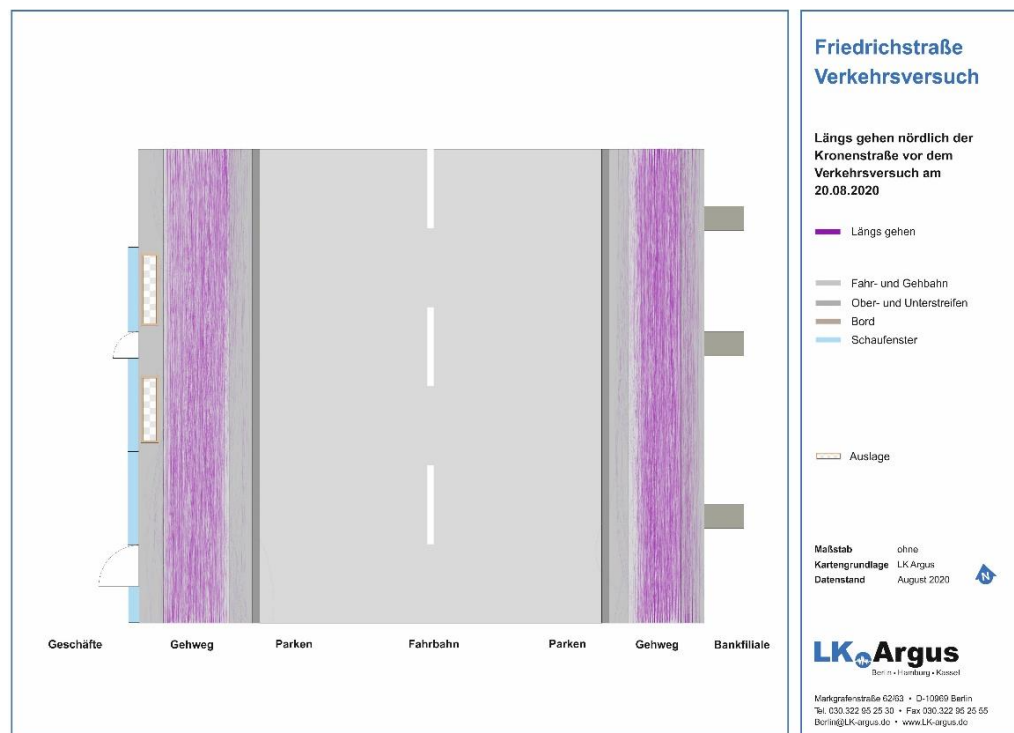 Friedrichstraße
Verkehrsversuch
Längs gehen nördlich der
Kronenstraße vor dem
Verkehrsversuch am
20.08.2020
Längs gehen
Fahr- und Gehbahn
Ober- und Unterstreifen
Bord
Schaufenster
Auslage
Maßstab ohne
Kartengrundlage LK Argus
Datenstand August 2020
N
Geschäfte Gehweg Parken Fahrbahn Parken Gehweg Bankfiliale
LK Argus
Berlin • Hamburg • Kassel
Markgrafenstraße 62/63 • D-10969 Berlin
Tel. 030.322 95 25 30 • Fax 030.322 95 25 55
Berlin@LK-argus.de • www.LK-argus.de